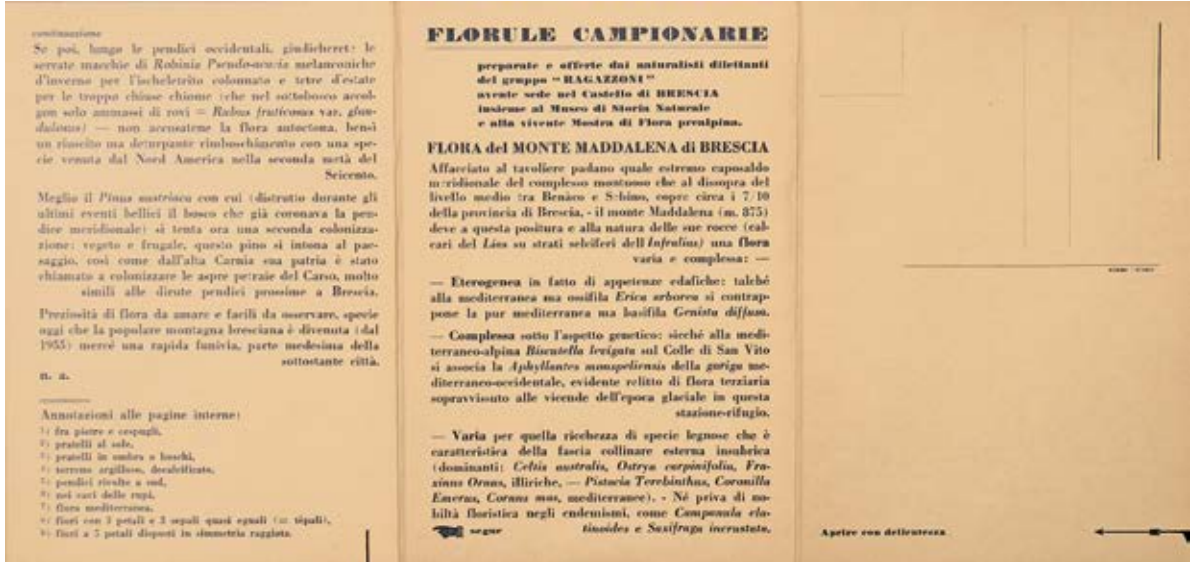 continuazione
Se poi, lungo le pendici occidentali, giudicheret: le
serrate macchie di Robinia Pseudo-acacia melanconiche
d'inverno per l'ischeletrito colonnato e tetre d'estate
per le troppo chiuse chiome (che nel sottobosco accol-
gon solo ammassi di rovi = Rubus fruticosus var. glan-
dulosus) — non accusatene la flora autoctona, bensì
un riuscito ma deturpante rimboschimento con una spe-
cie venuta dal Nord America nella seconda metà del
Seicento.
Meglio il Pinus austriaca con cui (distrutto durante gli
ultimi eventi bellici il bosco che già coronava la pen-
dice meridionale) si tenta ora una seconda colonizza-
zione: vegeto e frugale, questo pino si intona al pae-
saggio, così come dall'alta Carnia sua patria è stato
chiamato a colonizzare le aspre petraie del Carso, molto
simili alle dirute pendici prossime a Brescia.
Preziosità di flora da amare e facili da osservare, specie
oggi che la popolare montagna bresciana è divenuta (dal
1955) mercé una rapida funivia, parte medesima della
sottostante città.
n. a.
Annotazioni alle pagine interne:
1) fra pietre e cespugli,
2) pratelli al sole,
3) pratelli in ombra o boschi,
4) terreno argilloso, decalcificato,
5) pendici rivolte a sud,
6) nei vari delle rupi,
7) flora mediterranea,
8) fiori con 3 petali e 3 sepali quasi eguali (= tépali),
9) fiori a 5 petali disposti in simmetria raggiata.
FLORULE CAMPIONARIE
preparate e offerte dai naturalisti dilettanti
del gruppo "RAGAZZONI"
avente sede nel Castello di BRESCIA
insieme al Museo di Storia Naturale
e alla vivente Mostra di Flora prealpina.
FLORA del MONTE MADDALENA di BRESCIA
Affacciato al tavoliere padano quale estremo caposaldo
meridionale del complesso montuoso che al disopra del
livello medio tra Benàco e Sebino, copre circa i 7/10
della provincia di Brescia, - il monte Maddalena (m. 875)
deve a questa positura e alla natura delle sue rocce (cal-
cari del Lias su strati selciferi dell'Infralias) una flora
varia e complessa: —
— Eterogenea in fatto di appetenze edafiche: talché
alla mediterranea ma ossifila Erica arborea si contrap-
pone la pur mediterranea ma basifila Genista diffusa.
— Complessa sotto l'aspetto genetico: sicché alla medi-
terraneo-alpina Biscutella levigata sul Colle di San Vito
si associa la Aphyllantes monspeliensis della gariga me-
diterraneo-occidentale, evidente relitto di flora terziaria
sopravvissuto alle vicende dell'epoca glaciale in questa
stazione-rifugio.
— Varia per quella ricchezza di specie legnose che è
caratteristica della fascia collinare esterna insubrica
(dominanti: Celtis australis, Ostrya carpinifolia, Fra-
xinus Ornus, illiriche, — Pistacia Terebinthus, Coronilla
Emerus, Cornus mas, mediterranee). - Né priva di no-
biltà floristica negli endemismi, come Campanula ela-
tinoides e Saxifraga incrustata.
segue
Aprire con delicatezza